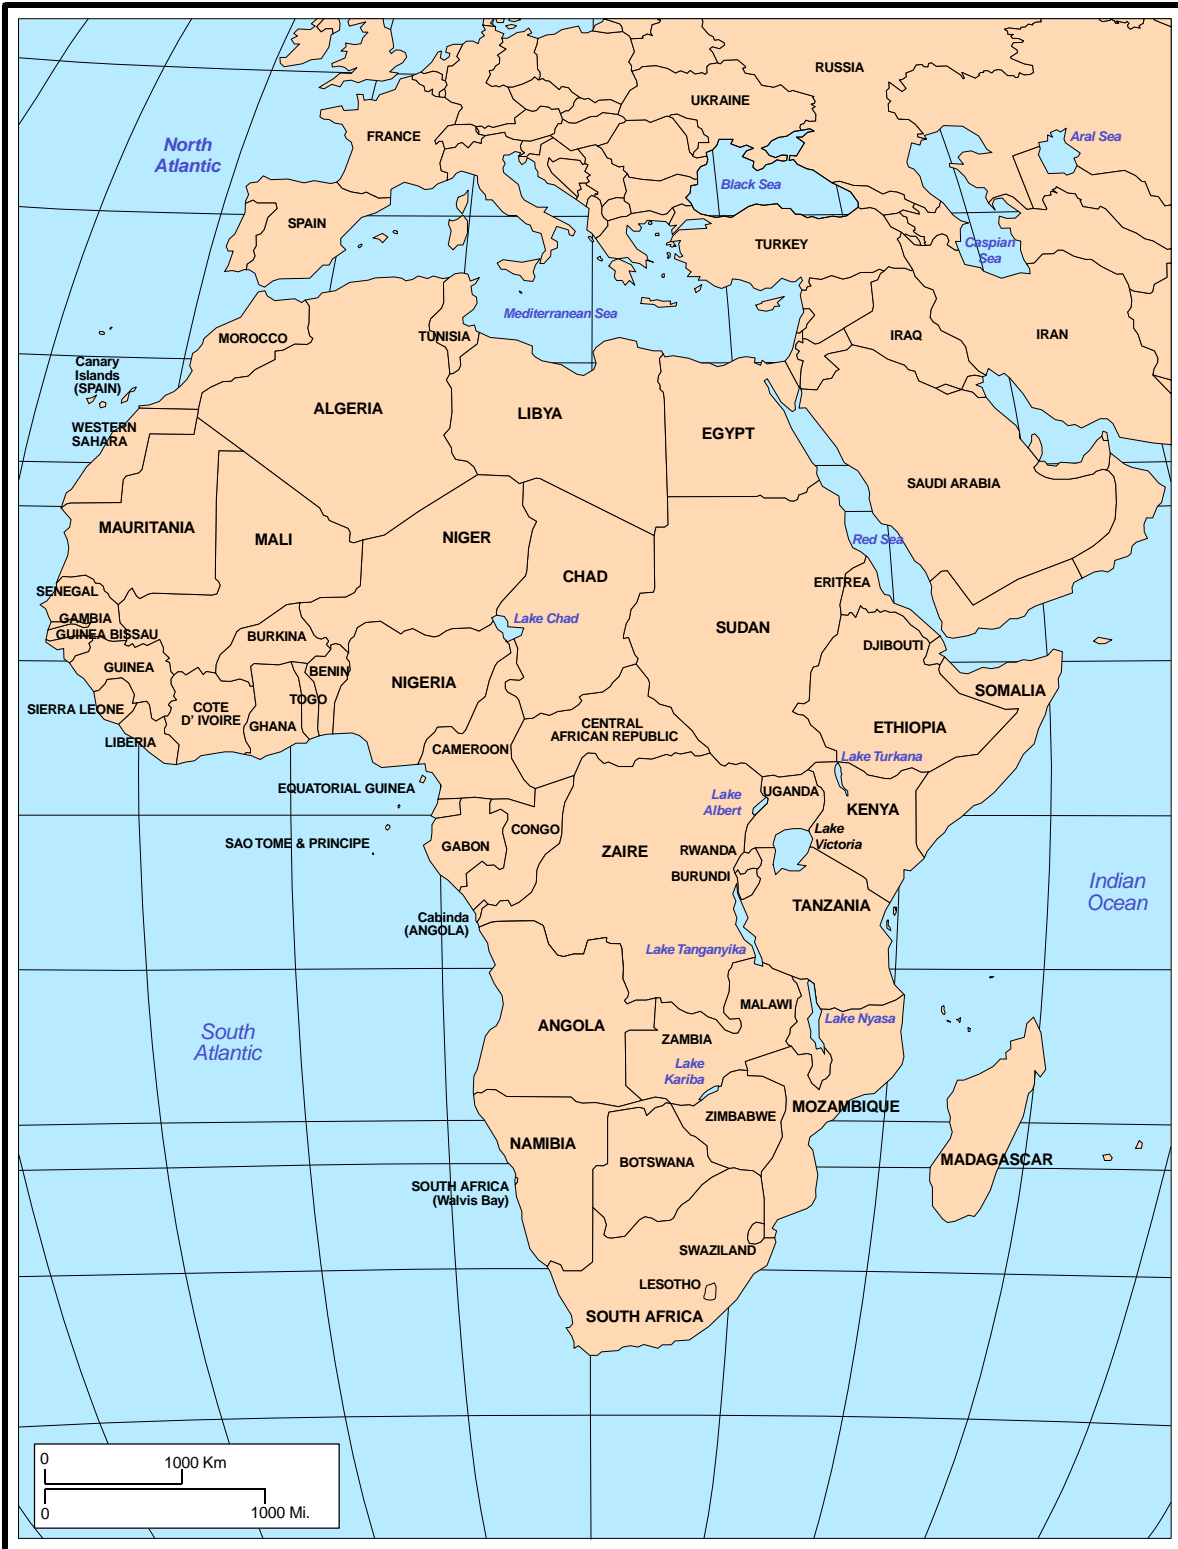 RUSSIA
UKRAINE
FRANCE
North
Atlantic
Aral Sea
Black Sea
SPAIN
TURKEY
Caspian
Sea
Mediterranean Sea
MOROCCO
TUNISIA
IRAQ
IRAN
Canary
Islands
(SPAIN)
ALGERIA
LIBYA
EGYPT
WESTERN
SAHARA
SAUDI ARABIA
MAURITANIA
MALI
NIGER
Red Sea
CHAD
ERITREA
SENEGAL
GAMBIA
Lake Chad
SUDAN
GUINEA BISSAU
BURKINA
DJIBOUTI
GUINEA
BENIN
NIGERIA
SOMALIA
TOGO
SIERRA LEONE
COTE
D' IVOIRE
GHANA
CENTRAL
AFRICAN REPUBLIC
ETHIOPIA
LIBERIA
CAMEROON
Lake Turkana
EQUATORIAL GUINEA
Lake
Albert
UGANDA
KENYA
CONGO
Lake
Victoria
SAO TOME & PRINCIPE
GABON
ZAIRE
RWANDA
BURUNDI
Indian
Ocean
TANZANIA
Cabinda
(ANGOLA)
Lake Tanganyika
MALAWI
Lake Nyasa
ANGOLA
South
Atlantic
ZAMBIA
Lake
Kariba
MOZAMBIQUE
ZIMBABWE
NAMIBIA
BOTSWANA
MADAGASCAR
SOUTH AFRICA
(Walvis Bay)
SWAZILAND
LESOTHO
SOUTH AFRICA
0
1000 Km
0
1000 Mi.